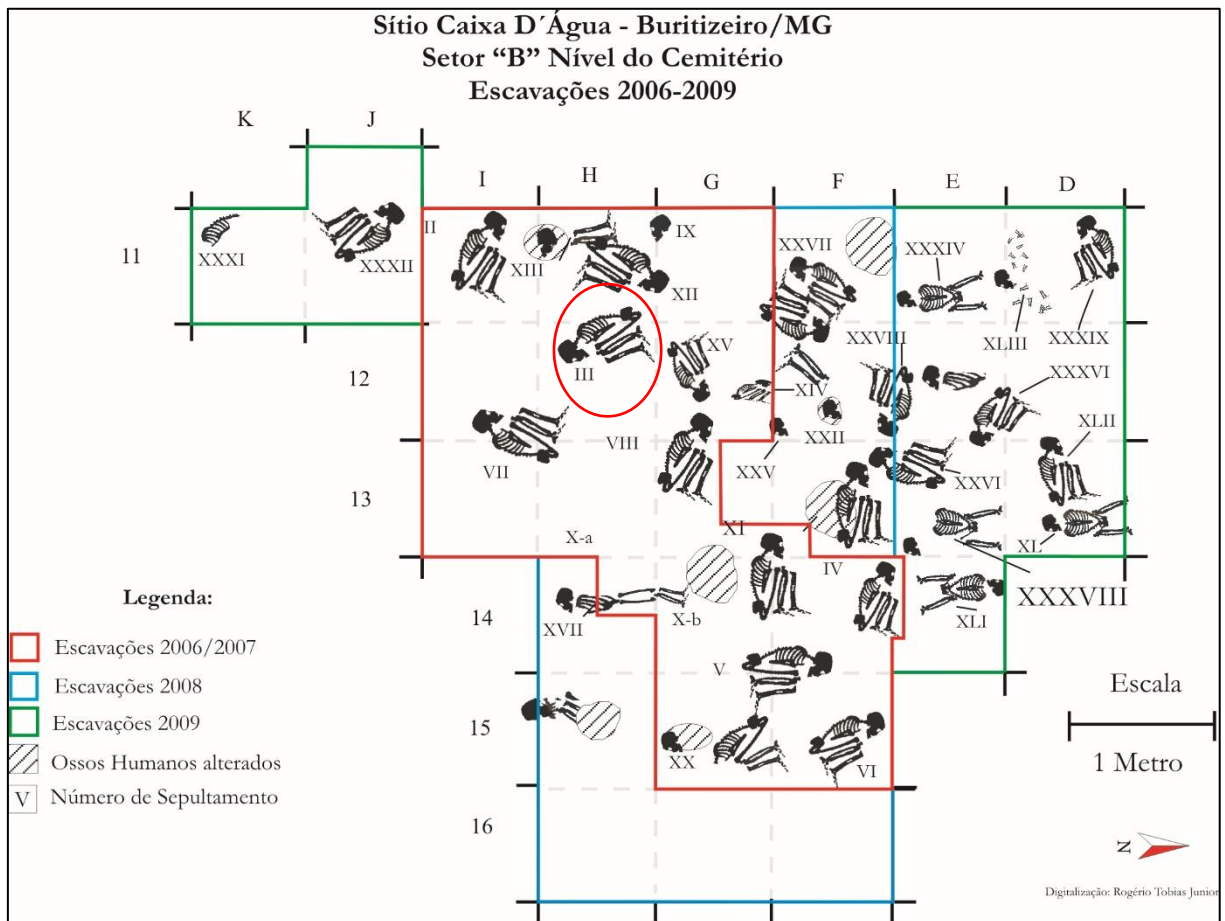 Sítio Caixa D´Água - Buritizeiro/MG
Setor “B” Nível do Cemitério
Escavações 2006-2009
K
J
I
H
G
F
E
D
11
12
13
14
15
16
XXXI
XXXII
II
XIII
IX
XII
XXVII
XXXIV
XLIII
XXXIX
III
XV
XIV
XXVIII
XXII
XXXVI
XLII
VII
VIII
XXV
XXVI
XI
XL
X-a
IV
XXXVIII
XVII
X-b
XLI
V
XX
VI
Legenda:
Escavações 2006/2007
Escavações 2008
Escavações 2009
Ossos Humanos alterados
V Número de Sepultamento
Escala
1 Metro
N
Digitalização: Rogério Tobias Junior